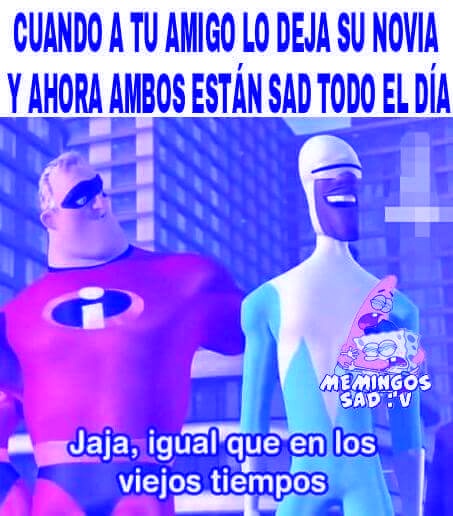 CUANDO A TU AMIGO LO DEJA SU NOVIA
Y AHORA AMBOS ESTÁN SAD TODO EL DÍA
MEMINGOS
SAD :'V
Jaja, igual que en los
viejos tiempos